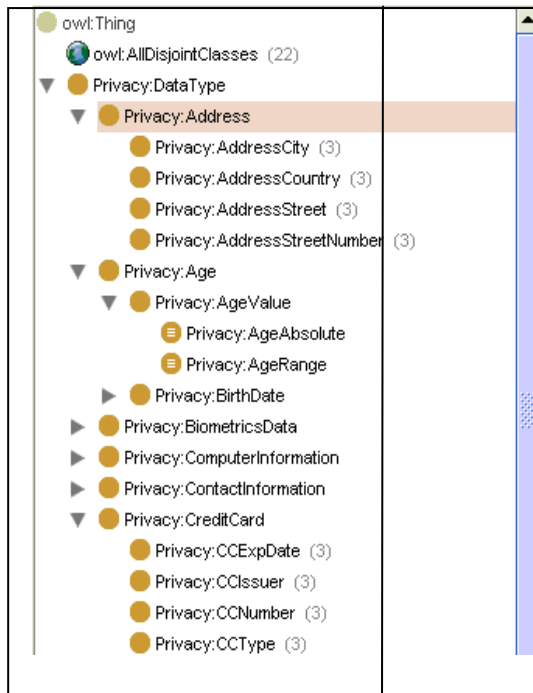 owl:Thing
owl:AllDisjointClasses (22)
Privacy:DataType
Privacy:Address
Privacy:AddressCity (3)
Privacy:AddressCountry (3)
Privacy:AddressStreet (3)
Privacy:AddressStreetNumber (3)
Privacy:Age
Privacy:AgeValue
Privacy:AgeAbsolute
Privacy:AgeRange
Privacy:BirthDate
Privacy:BiometricsData
Privacy:ComputerInformation
Privacy:ContactInformation
Privacy:CreditCard
Privacy:CCExpDate (3)
Privacy:CCIssuer (3)
Privacy:CCNumber (3)
Privacy:CCType (3)